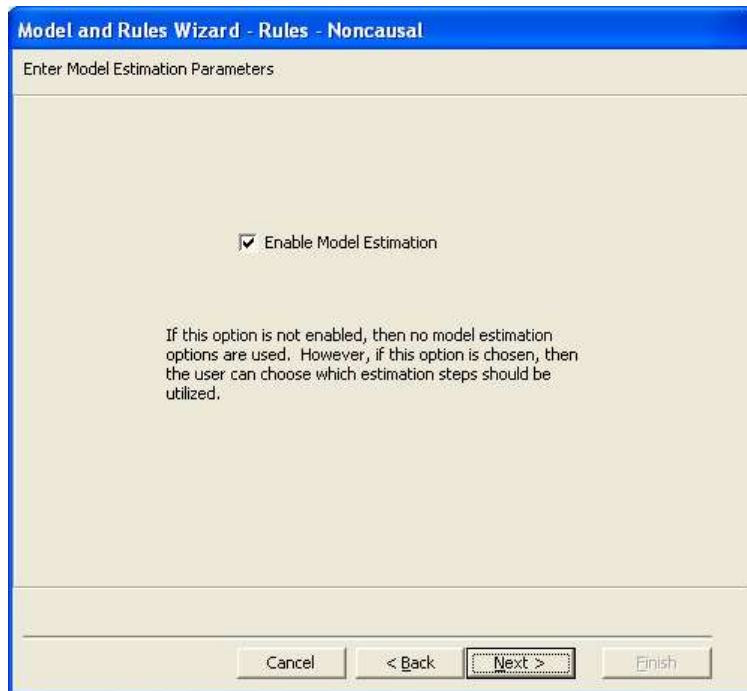 Model and Rules Wizard - Rules - Noncausal
Enter Model Estimation Parameters
Enable Model Estimation
If this option is not enabled, then no model estimation
options are used. However, if this option is chosen, then
the user can choose which estimation steps should be
utilized.
Cancel
< Back
Next >
Finish